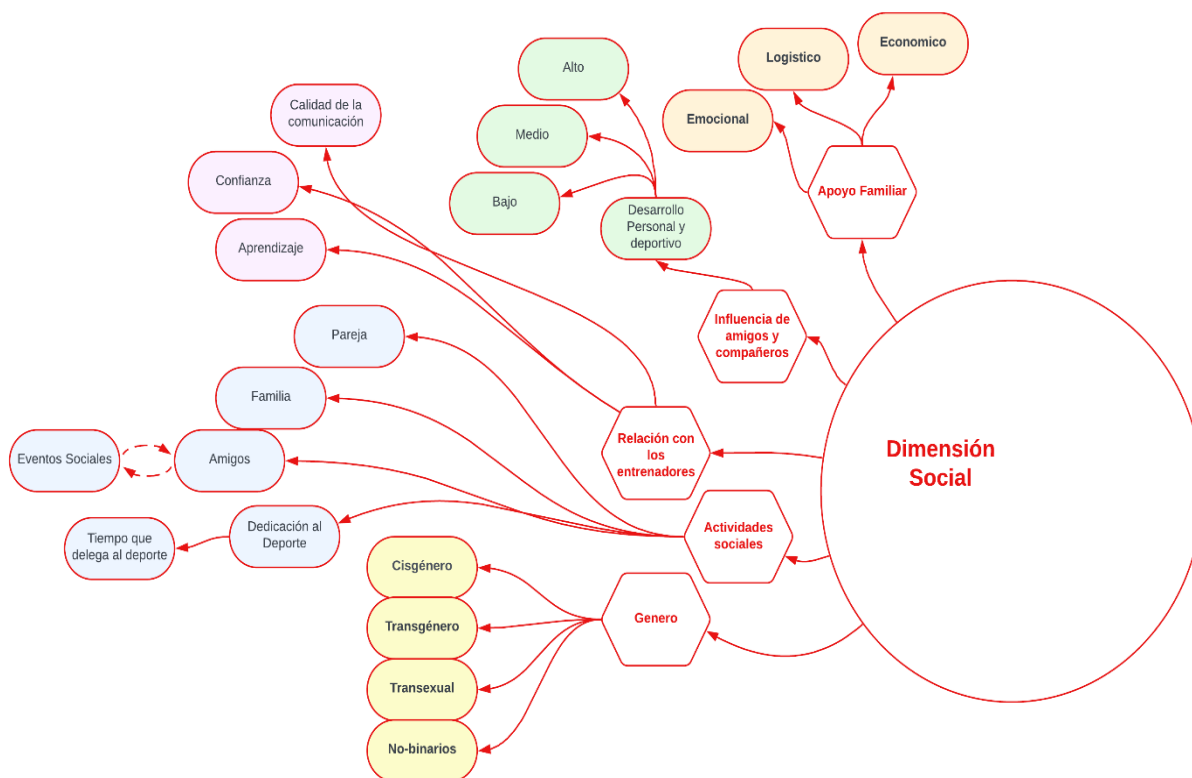 Economico
Logistico
Alto
Calidad de la
comunicación
Emocional
Medio
Confianza
Apoyo Familiar
Bajo
Desarrollo
Personal y
deportivo
Aprendizaje
Influencia de
amigos y
compañeros
Pareja
Familia
Relación con
los
entrenadores
Dimensión
Social
Eventos Sociales
Amigos
Actividades
sociales
Dedicación al
Deporte
Tiempo que
delega al deporte
Cisgénero
Genero
Transgénero
Transexual
No-binarios